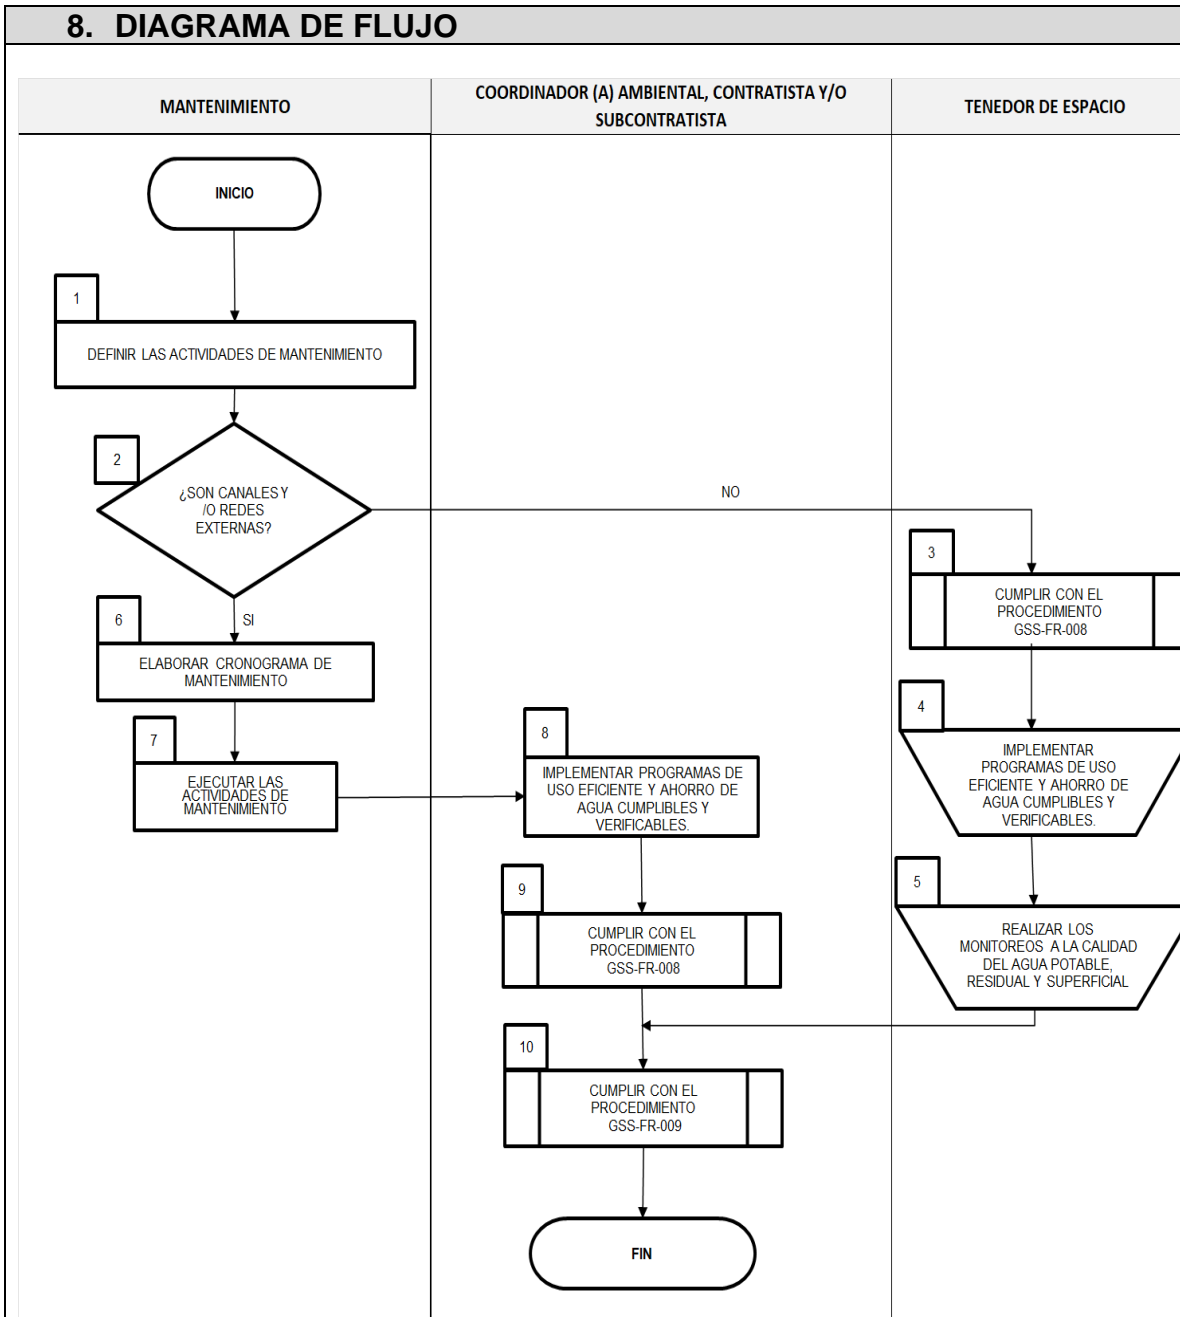 8. DIAGRAMA DE FLUJO
MANTENIMIENTO
COORDINADOR (A) AMBIENTAL, CONTRATISTA Y/O
SUBCONTRATISTA
TENEDOR DE ESPACIO
INICIO
1
DEFINIR LAS ACTIVIDADES DE MANTENIMIENTO
2
¿SON CANALES Y
/O REDES
EXTERNAS?
NO
SI
3
CUMPLIR CON EL
PROCEDIMIENTO
GSS-FR-008
4
IMPLEMENTAR
PROGRAMAS DE USO
EFICIENTE Y AHORRO DE
AGUA CUMPLIBLES Y
VERIFICABLES.
5
REALIZAR LOS
MONITOREOS A LA CALIDAD
DEL AGUA POTABLE,
RESIDUAL Y SUPERFICIAL
6
ELABORAR CRONOGRAMA DE
MANTENIMIENTO
7
EJECUTAR LAS
ACTIVIDADES DE
MANTENIMIENTO
8
IMPLEMENTAR PROGRAMAS DE
USO EFICIENTE Y AHORRO DE
AGUA CUMPLIBLES Y
VERIFICABLES.
9
CUMPLIR CON EL
PROCEDIMIENTO
GSS-FR-008
10
CUMPLIR CON EL
PROCEDIMIENTO
GSS-FR-009
FIN